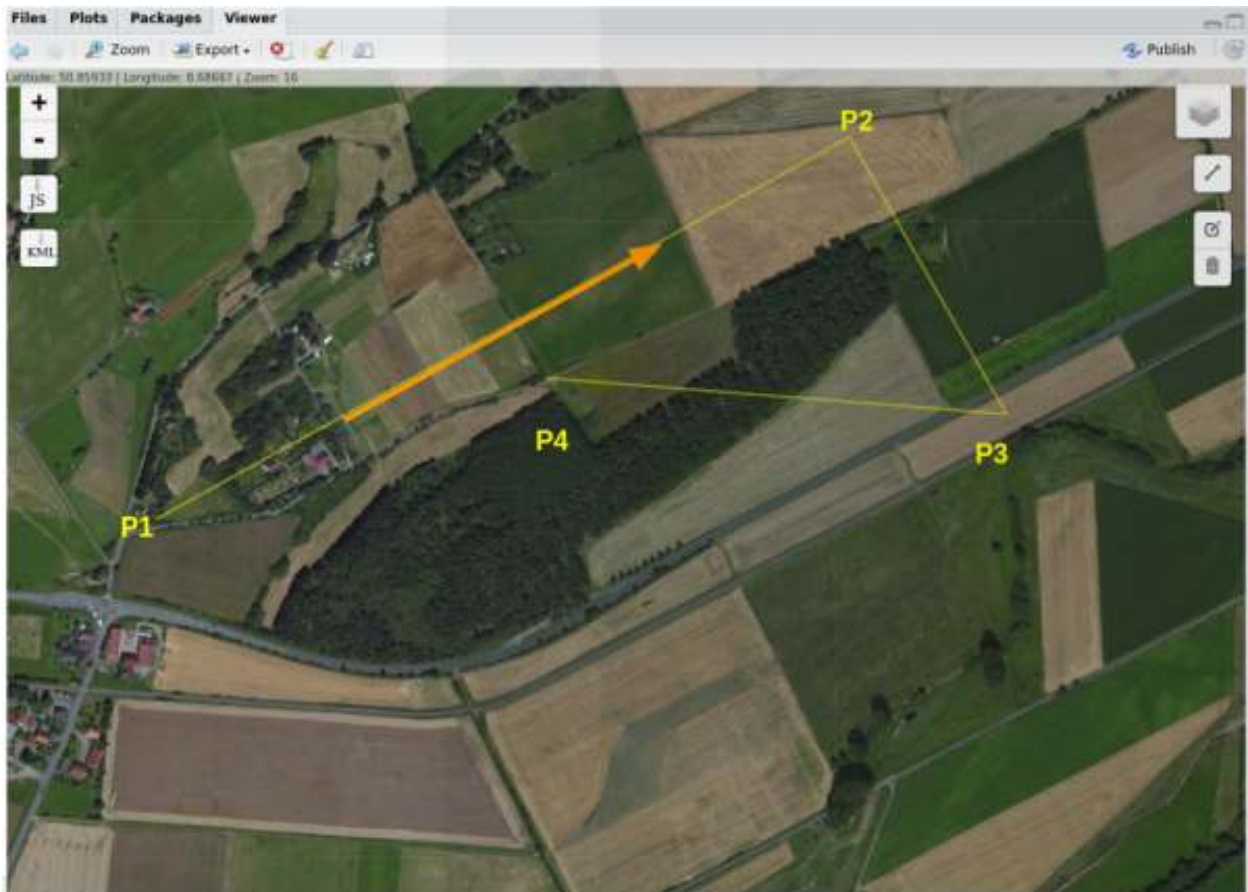 Files Plots Packages Viewer
Zoom Export Publish
Latitude: 50.85933 | Longitude: 8.68667 | Zoom: 16
+
-
JS
KML
P2
P4
P3
P1